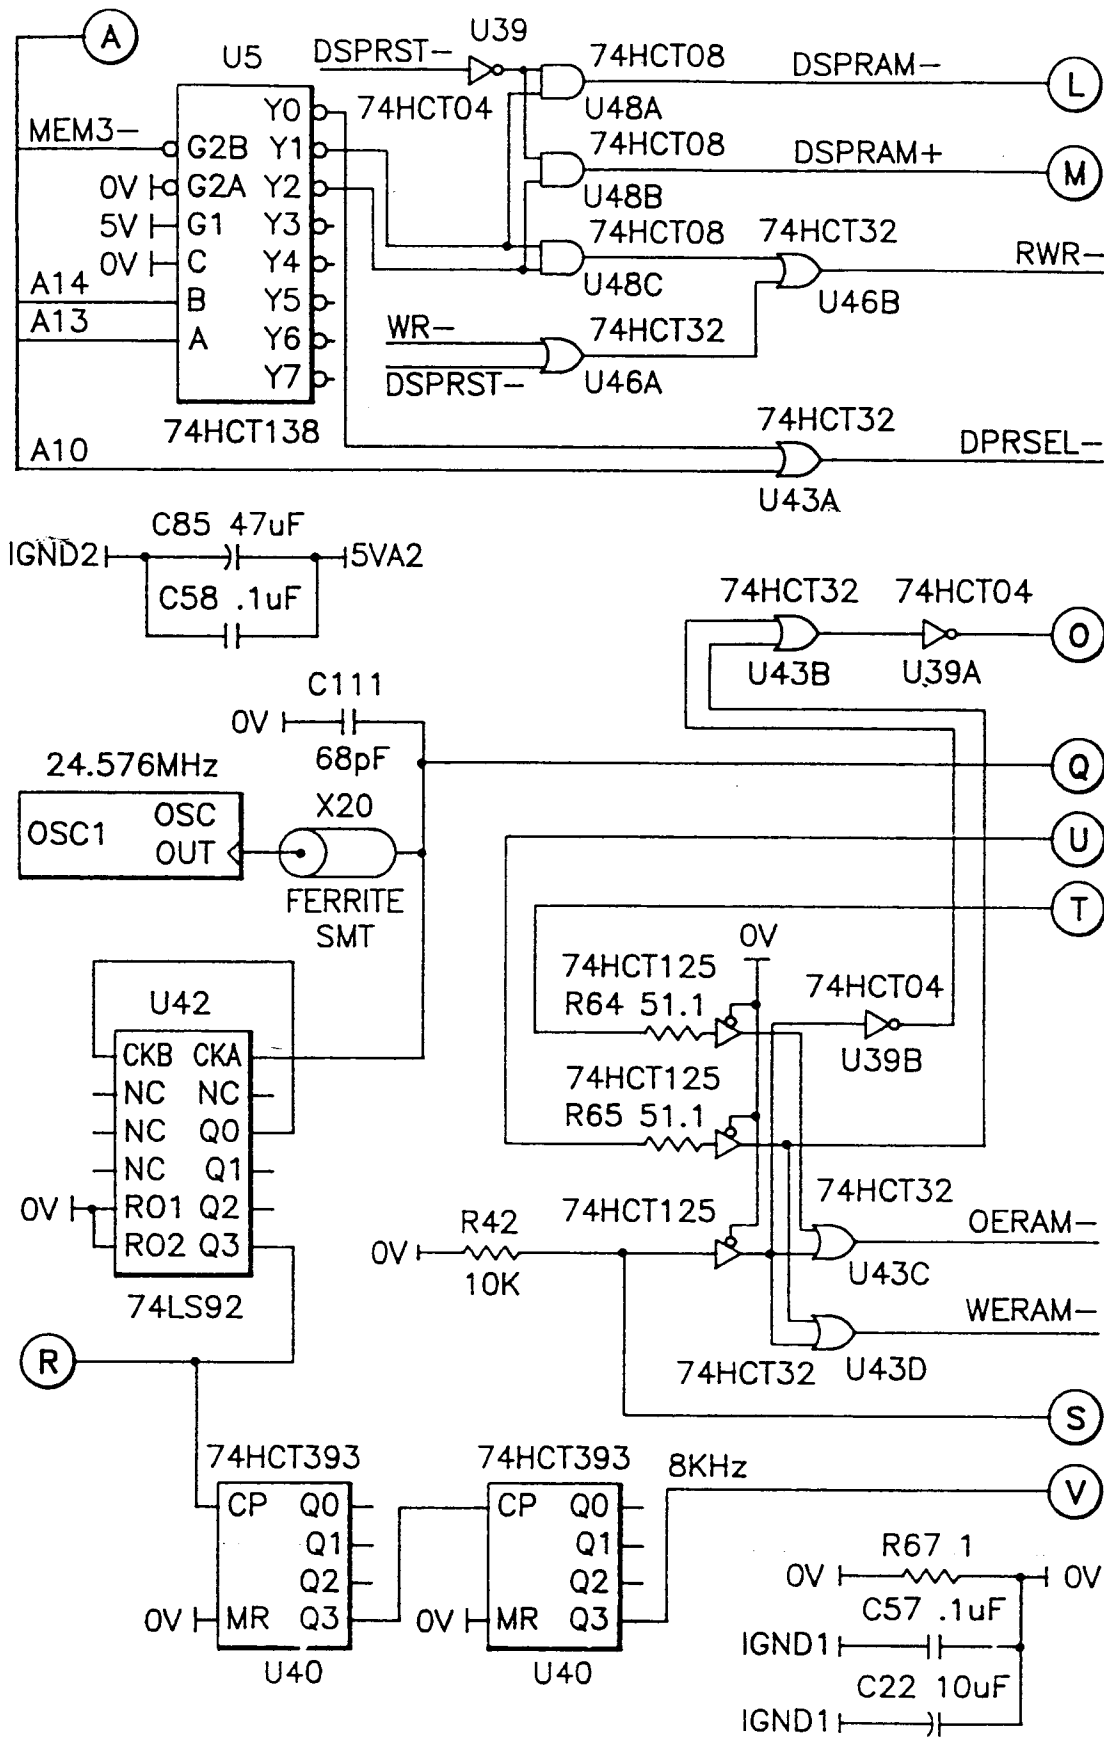 A
U5
DSPRST-
U39
74HCT04
74HCT08
DSPRAM-
L
U48A
MEM3-
G2B
0V
G2A
5V
G1
0V
C
A14
B
A13
A
Y0
Y1
Y2
Y3
Y4
Y5
Y6
Y7
74HCT138
74HCT08
DSPRAM+
M
U48B
74HCT08
U48C
74HCT32
RWR-
U46B
WR-
74HCT32
DSPRST-
U46A
A10
74HCT32
DPRSEL-
U43A
C85 47uF
IGND2
5VA2
C58 .1uF
74HCT32
74HCT04
O
U43B
U39A
C111
0V
68pF
Q
24.576MHz
X20
OSC1
OSC
OUT
FERRITE
SMT
U
T
0V
74HCT125
R64 51.1
74HCT04
U39B
74HCT125
R65 51.1
U42
CKB CKA
NC NC
NC Q0
NC Q1
0V
RO1 Q2
RO2 Q3
74LS92
74HCT125
74HCT32
OERAM-
U43C
0V
R42
10K
WERAM-
74HCT32
U43D
R
S
74HCT393
CP Q0
Q1
Q2
0V
MR Q3
U40
74HCT393
CP Q0
Q1
Q2
0V
MR Q3
U40
8KHz
V
R67 1
0V
0V
C57 .1uF
IGND1
C22 10uF
IGND1